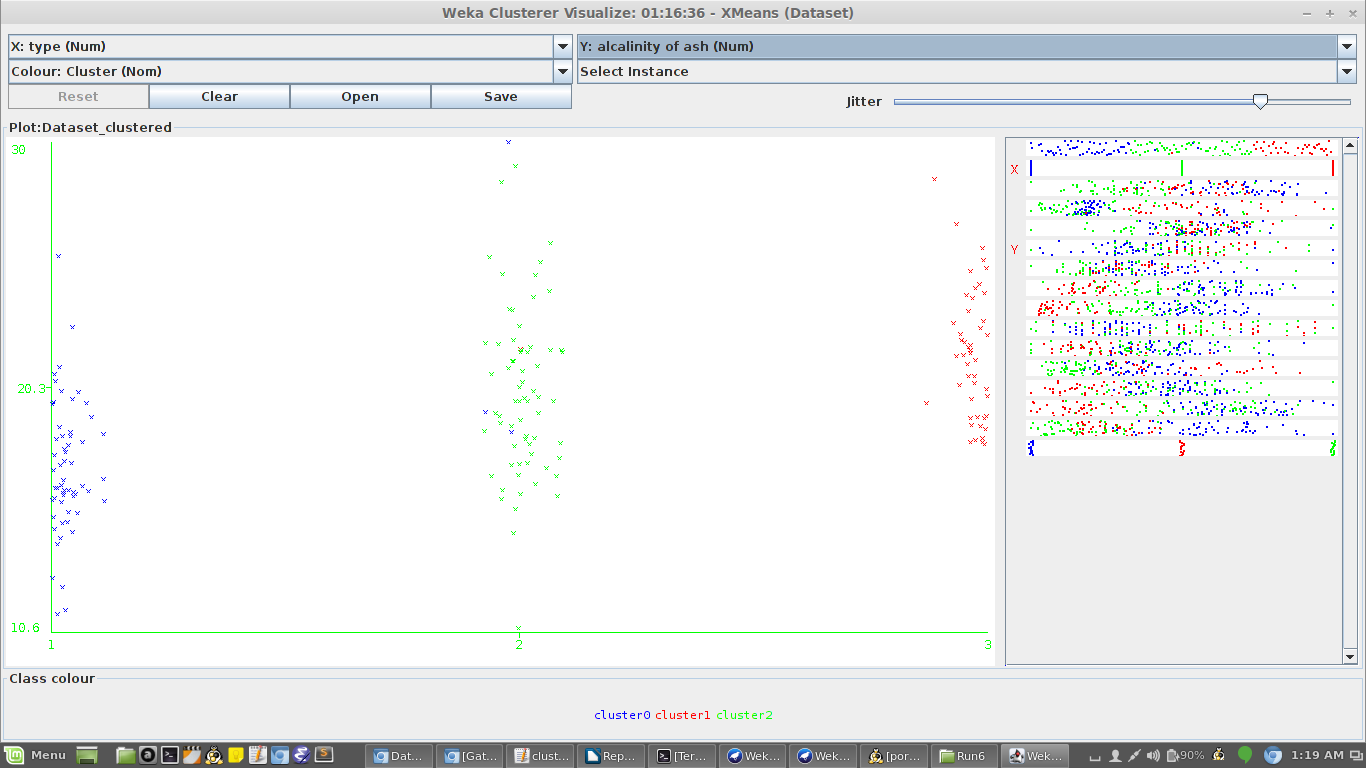 Weka Clusterer Visualize: 01:16:36 - XMeans (Dataset)
X: type (Num)
Y: alcalinity of ash (Num)
Colour: Cluster (Nom)
Select Instance
Reset
Clear
Open
Save
Jitter
Plot:Dataset_clustered
30
20.3
10.6
1
2
3
X
Y
Class colour
cluster0 cluster1 cluster2
Menu
Dat...
[Gat...
clust...
Rep...
[Ter...
Wek...
Wek...
[por...
Run6
Wek...
90%
1:19 AM